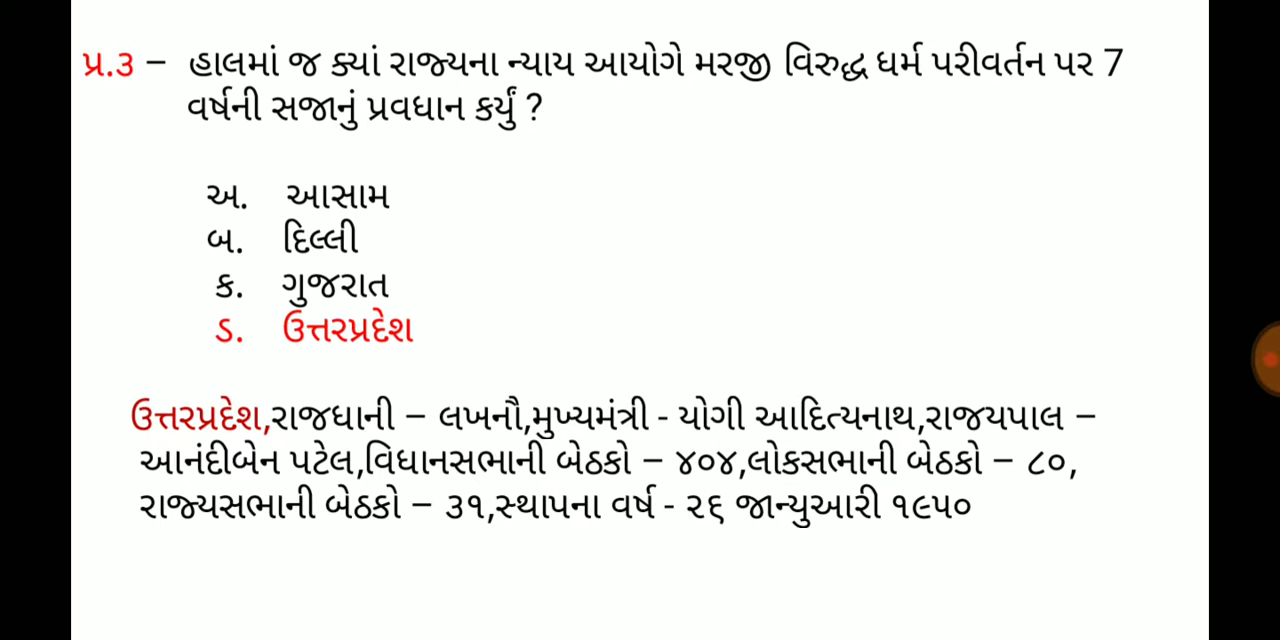 પ્ર.૩ – હાલમાં જ ક્યાં રાજ્યના ન્યાય આયોગે મરજી વિરુદ્ધ ધર્મ પરીવર્તન પર 7
વર્ષની સજાનું પ્રવધાન કર્યું ?
અ. આસામ
બ. દિલ્લી
ક. ગુજરાત
ડ. ઉત્તરપ્રદેશ
ઉત્તરપ્રદેશ,રાજધાની – લખનૌ,મુખ્યમંત્રી - યોગી આદિત્યનાથ,રાજયપાલ –
આનંદીબેન પટેલ,વિધાનસભાની બેઠકો – ૪૦૪,લોકસભાની બેઠકો – ૮૦,
રાજ્યસભાની બેઠકો – ૩૧,સ્થાપના વર્ષ - ૨૬ જાન્યુઆરી ૧૯૫૦